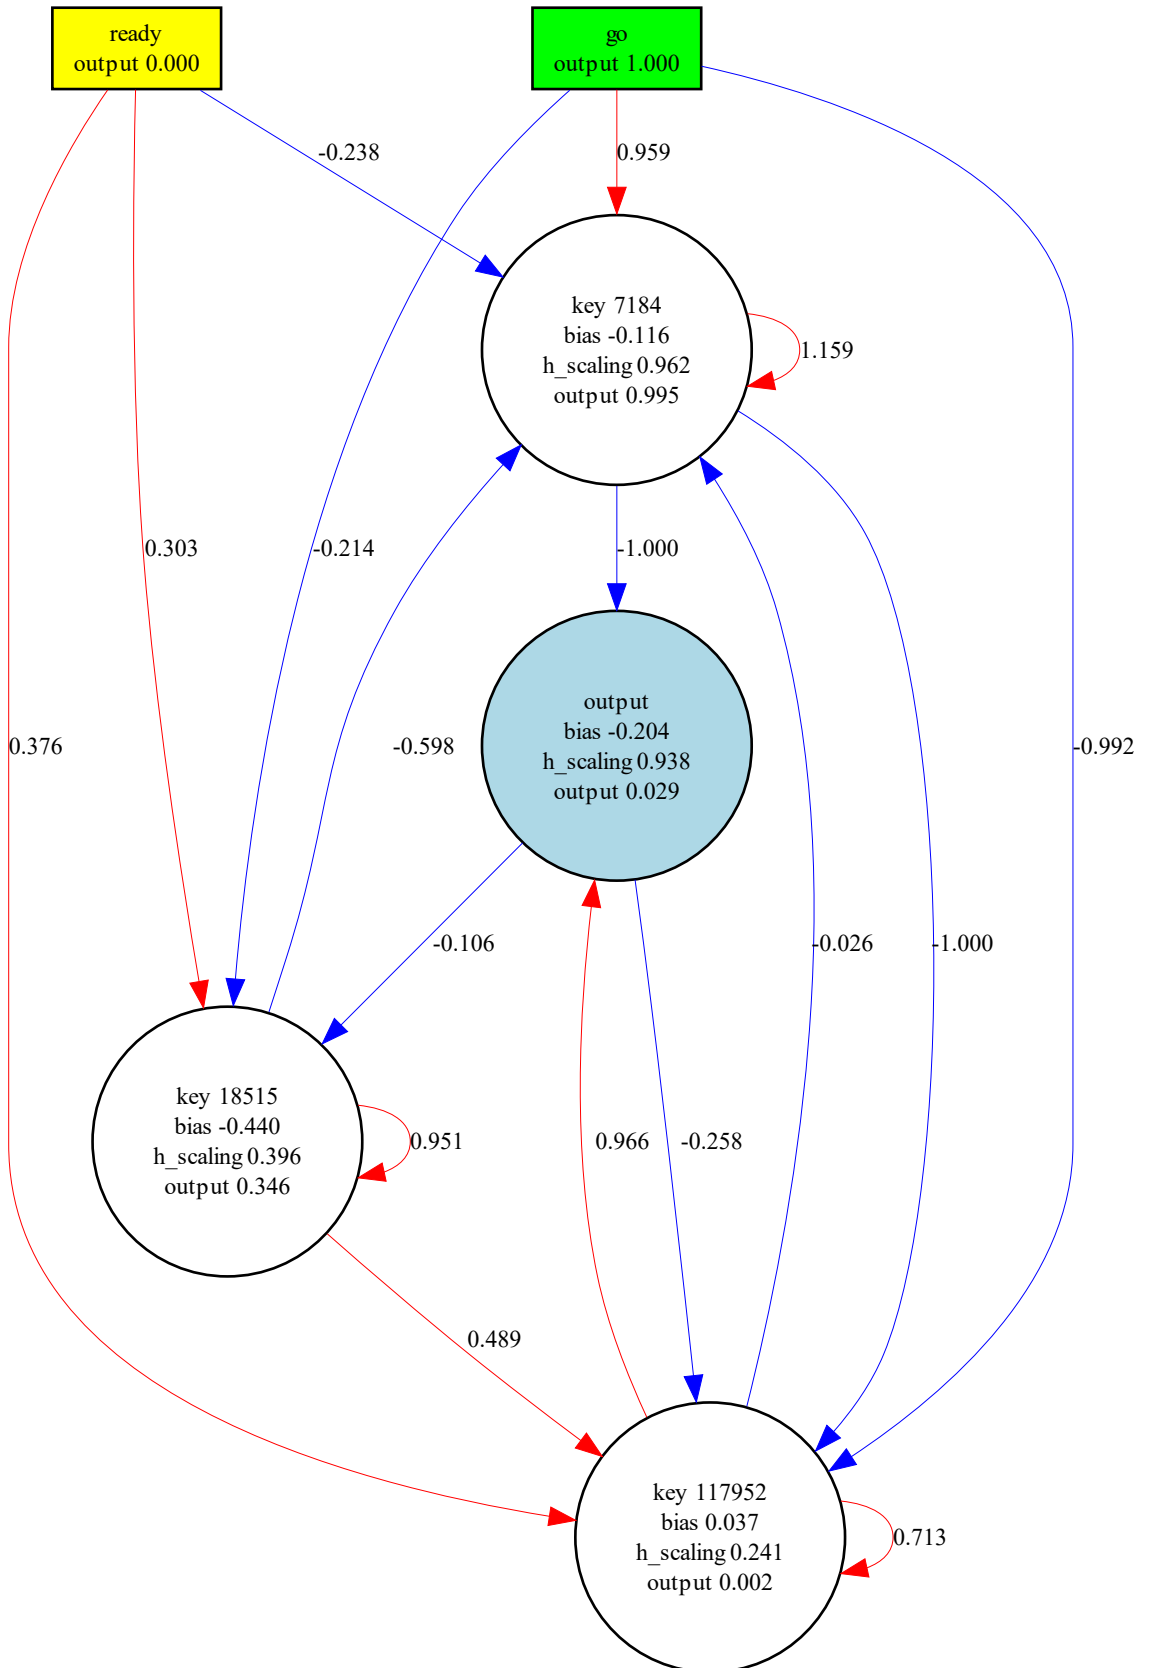 ready
output 0.000
go
output 1.000
-0.238
0.959
key 7184
bias -0.116
h_scaling 0.962
output 0.995
1.159
0.303
-0.214
-1.000
output
bias -0.204
h_scaling 0.938
output 0.029
0.376
-0.598
-0.992
-0.106
-0.026
-1.000
key 18515
bias -0.440
h_scaling 0.396
output 0.346
0.951
0.966
-0.258
0.489
key 117952
bias 0.037
h_scaling 0.241
output 0.002
0.713